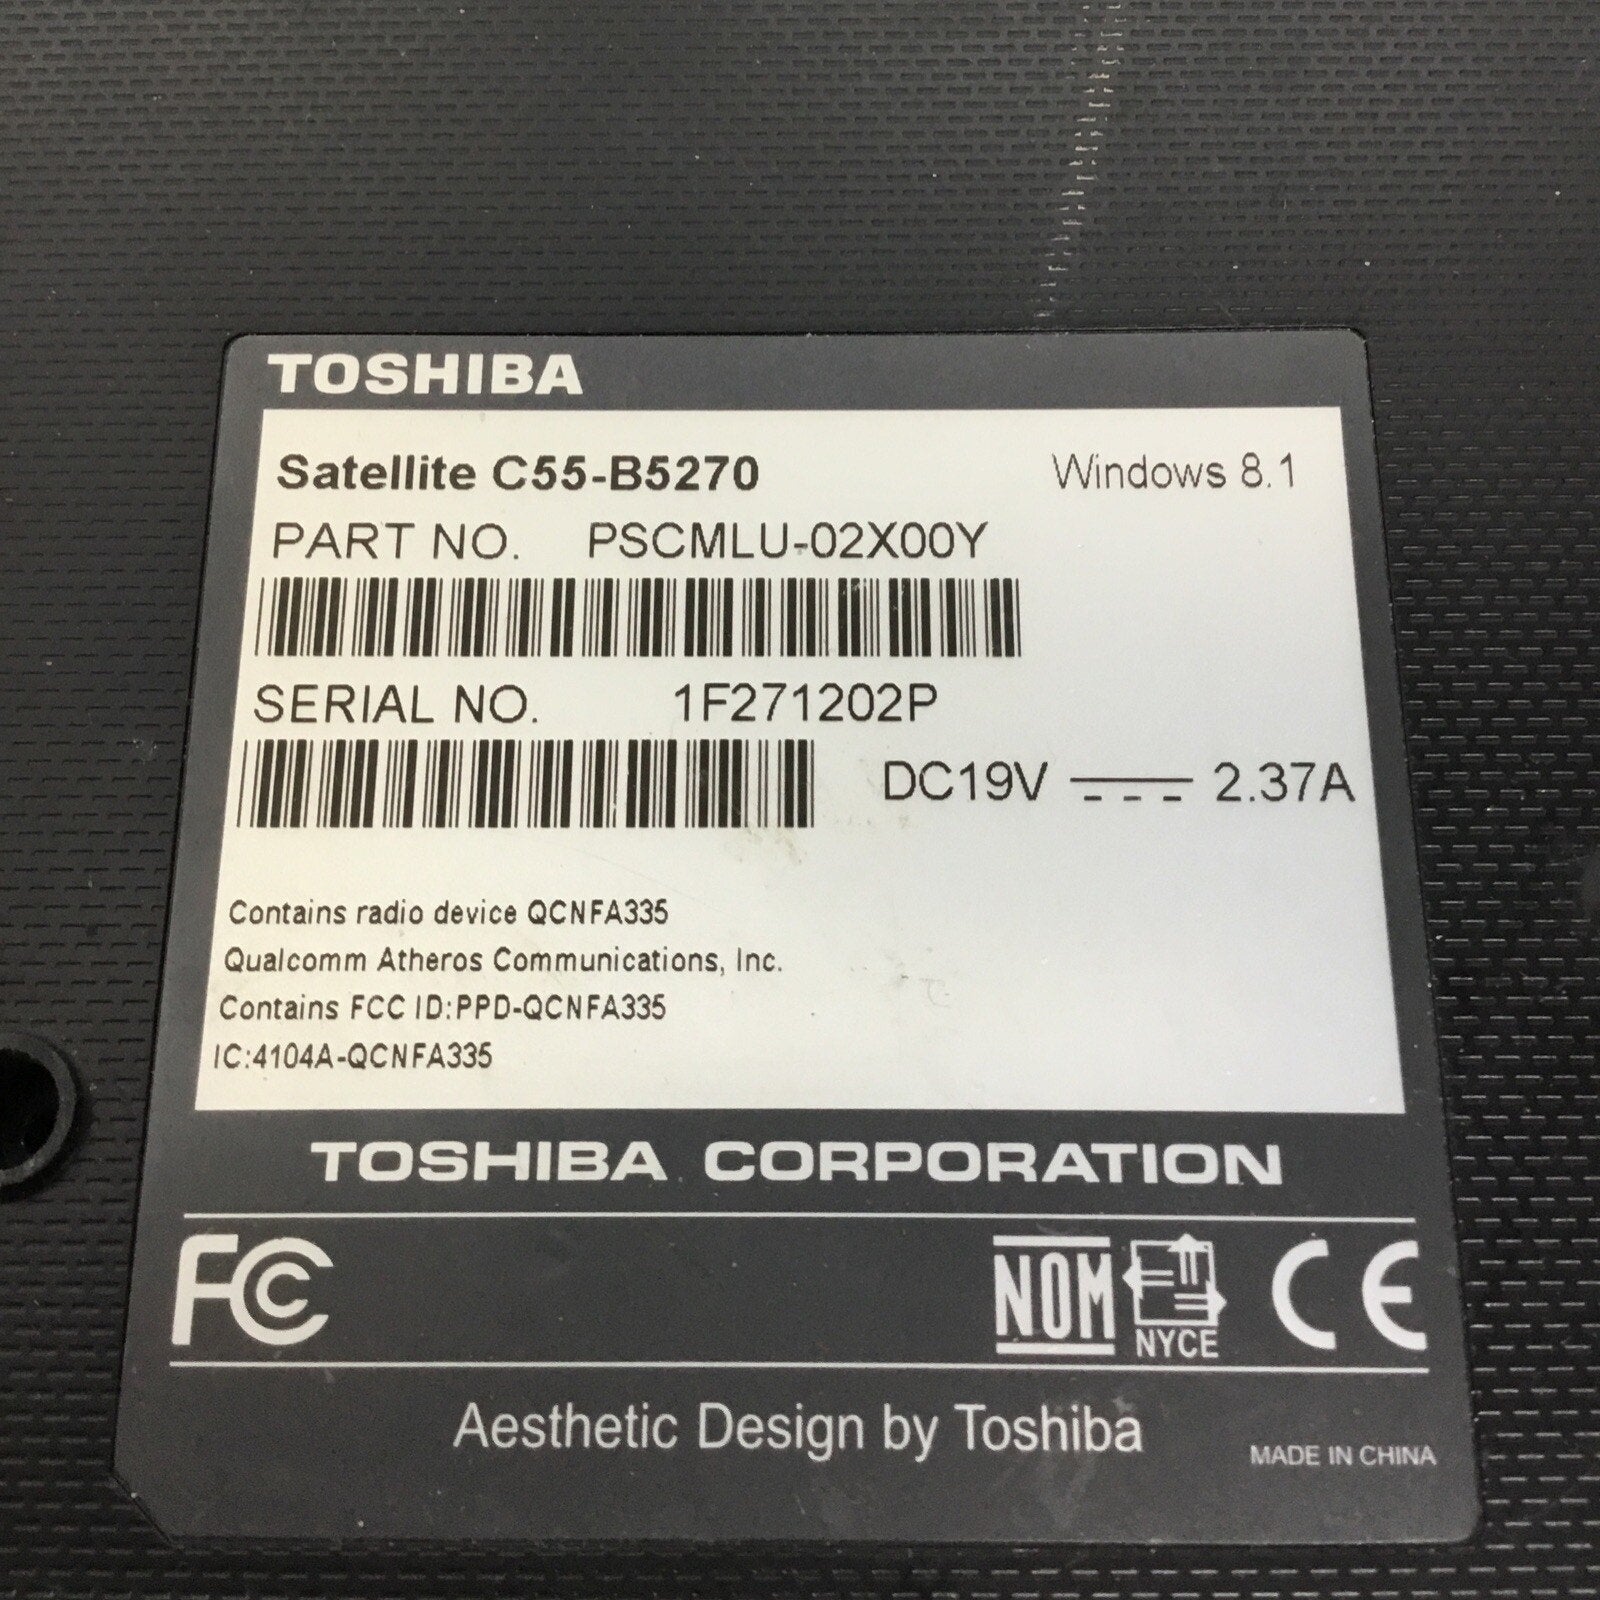 TOSHIBA
Satellite C55-B5270 Windows 8.1
PART NO. PSCMLU-02X00Y
SERIAL NO. 1F271202P
DC19V 2.37A
Contains radio device QCNFA335
Qualcomm Atheros Communications, Inc.
Contains FCC ID:PPD-QCNFA335
IC:4104A-QCNFA335
TOSHIBA CORPORATION
FC NOM NYCE CE
Aesthetic Design by Toshiba
MADE IN CHINA